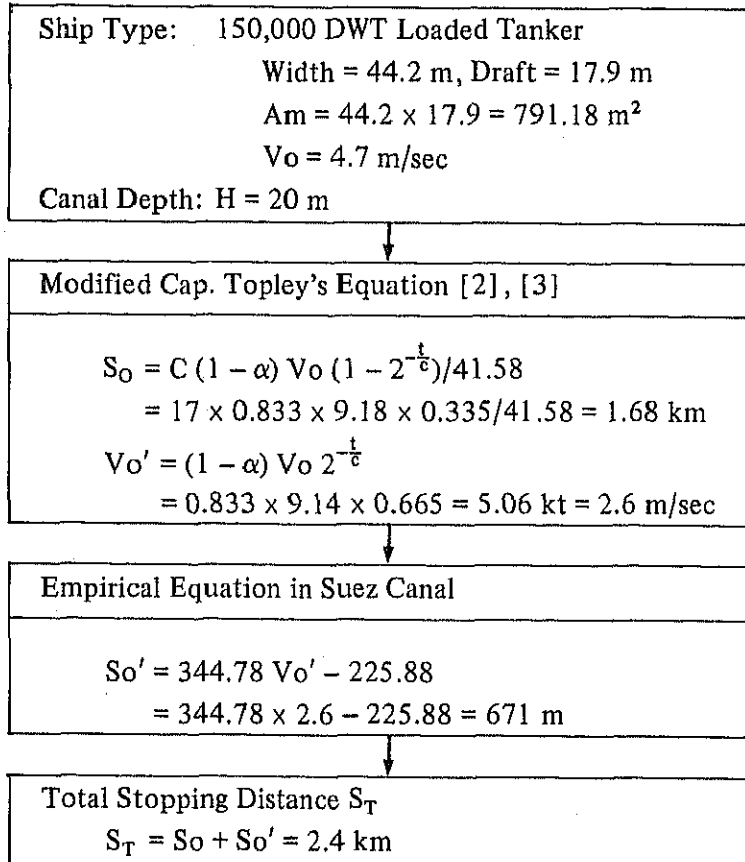 Ship Type: 150,000 DWT Loaded Tanker
Width = 44.2 m, Draft = 17.9 m
Am = 44.2 x 17.9 = 791.18 m²
Vo = 4.7 m/sec
Canal Depth: H = 20 m
Modified Cap. Topley's Equation [2], [3]
S_O = C (1 − α) Vo (1 − 2^{−t/c})/41.58
= 17 x 0.833 x 9.18 x 0.335/41.58 = 1.68 km
Vo' = (1 − α) Vo 2^{−t/c}
= 0.833 x 9.14 x 0.665 = 5.06 kt = 2.6 m/sec
Empirical Equation in Suez Canal
So' = 344.78 Vo' − 225.88
= 344.78 x 2.6 − 225.88 = 671 m
Total Stopping Distance S_T
S_T = So + So' = 2.4 km